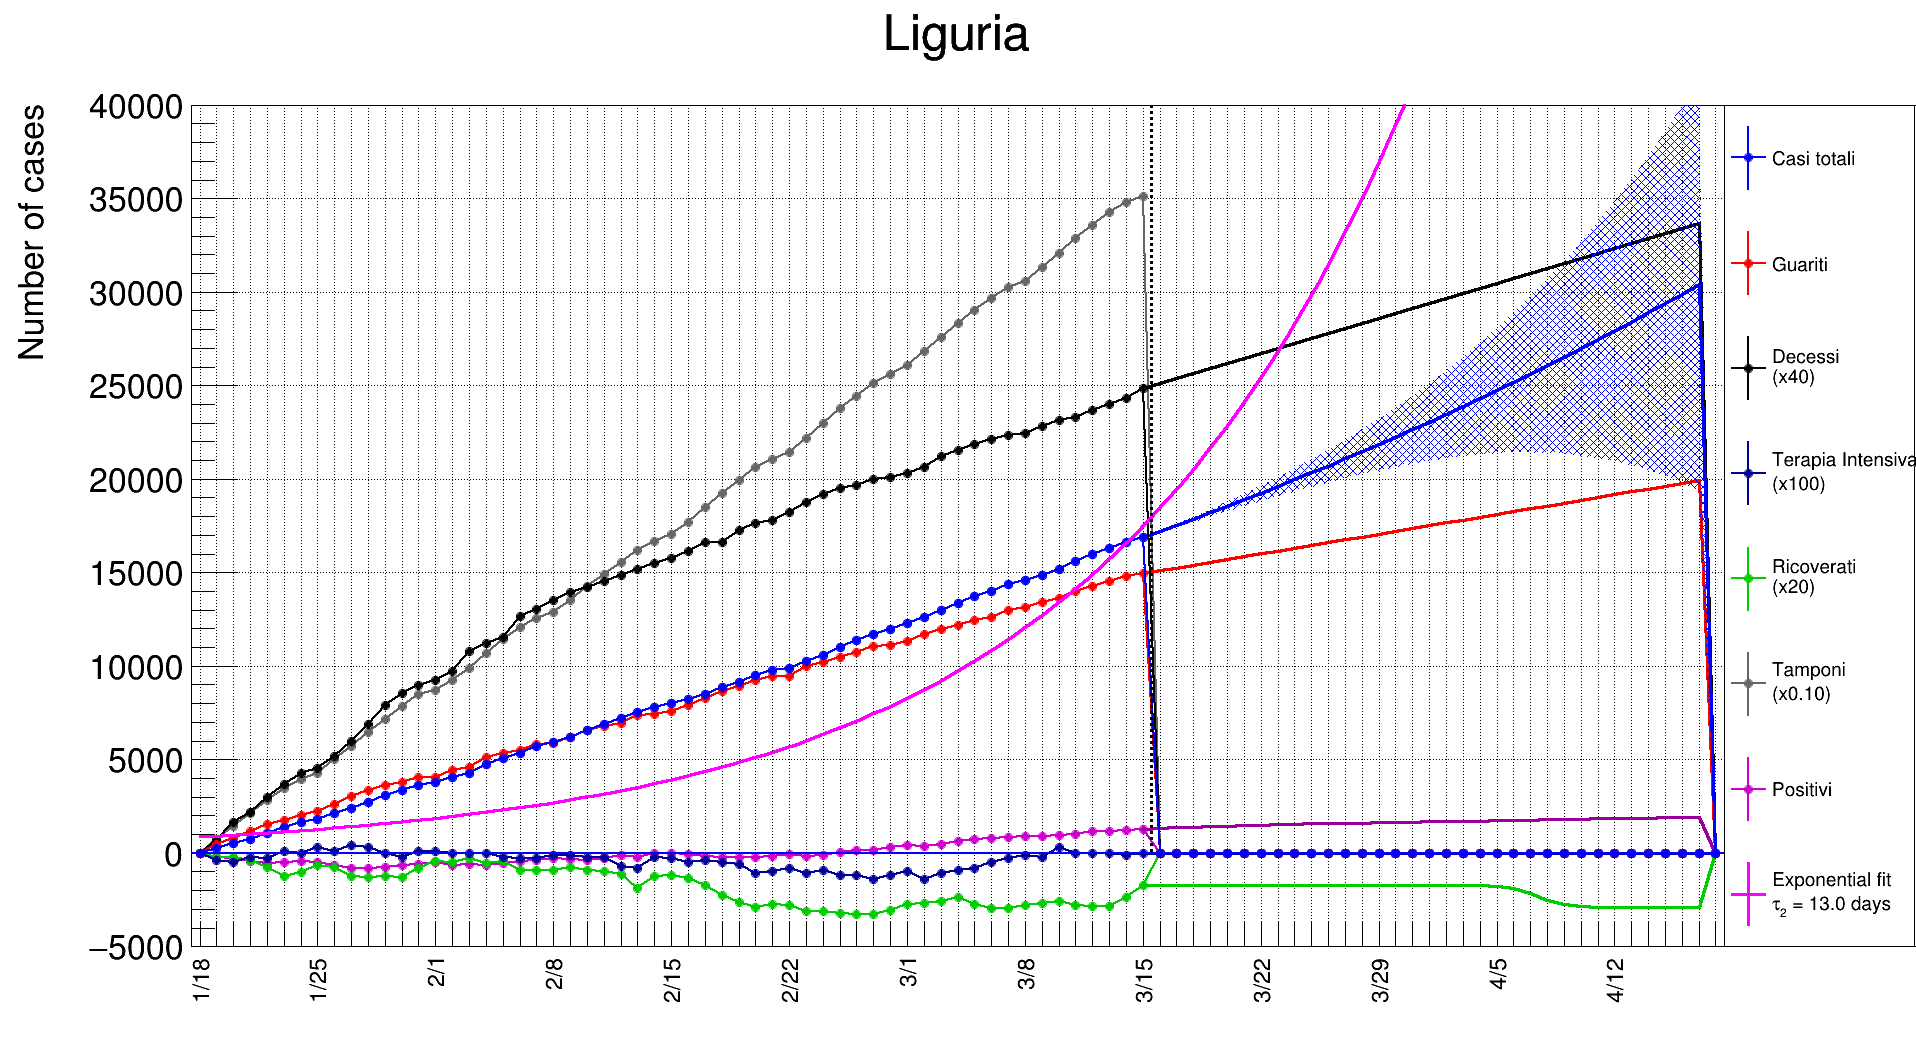 Liguria
Number of cases
40000
35000
30000
25000
20000
15000
10000
5000
0
−5000
1/18
1/25
2/1
2/8
2/15
2/22
3/1
3/8
3/15
3/22
3/29
4/5
4/12
Casi totali
Guariti
Decessi
(x40)
Terapia Intensiva
(x100)
Ricoverati
(x20)
Tamponi
(x0.10)
Positivi
Exponential fit
τ2 = 13.0 days